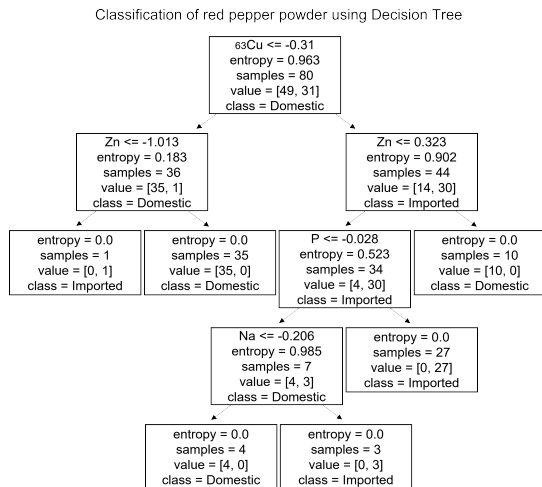 Classification of red pepper powder using Decision Tree
63Cu <= -0.31
entropy = 0.963
samples = 80
value = [49, 31]
class = Domestic
Zn <= -1.013
entropy = 0.183
samples = 36
value = [35, 1]
class = Domestic
Zn <= 0.323
entropy = 0.902
samples = 44
value = [14, 30]
class = Imported
entropy = 0.0
samples = 1
value = [0, 1]
class = Imported
entropy = 0.0
samples = 35
value = [35, 0]
class = Domestic
P <= -0.028
entropy = 0.523
samples = 34
value = [4, 30]
class = Imported
entropy = 0.0
samples = 10
value = [10, 0]
class = Domestic
Na <= -0.206
entropy = 0.985
samples = 7
value = [4, 3]
class = Domestic
entropy = 0.0
samples = 27
value = [0, 27]
class = Imported
entropy = 0.0
samples = 4
value = [4, 0]
class = Domestic
entropy = 0.0
samples = 3
value = [0, 3]
class = Imported